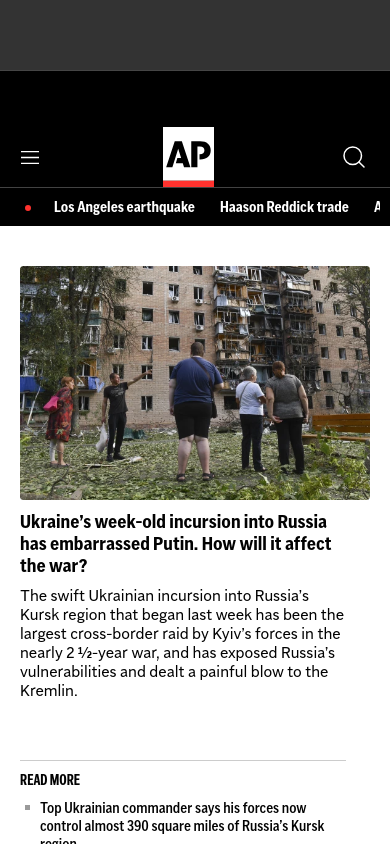 AP
Los Angeles earthquake Haason Reddick trade
Ukraine’s week-old incursion into Russia
has embarrassed Putin. How will it affect
the war?
The swift Ukrainian incursion into Russia’s
Kursk region that began last week has been the
largest cross-border raid by Kyiv’s forces in the
nearly 2 ½-year war, and has exposed Russia’s
vulnerabilities and dealt a painful blow to the
Kremlin.
READ MORE
Top Ukrainian commander says his forces now
control almost 390 square miles of Russia’s Kursk
region